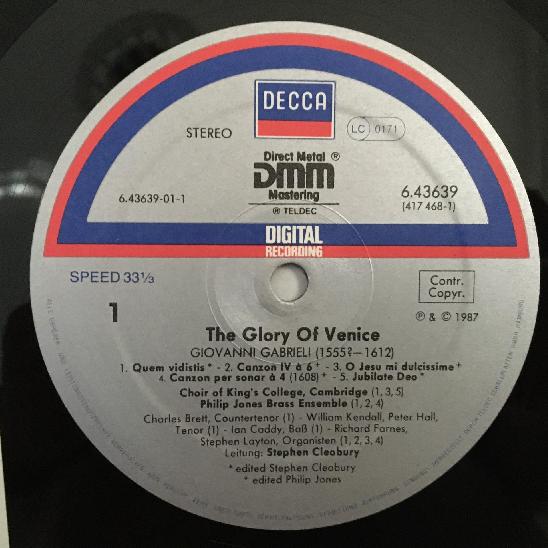 DECCA
STEREO
LC 0171
Direct Metal ®
DMM
Mastering
® TELDEC
6.43639-01-1
6.43639
(417 468-1)
DIGITAL
RECORDING
SPEED 33⅓
Contr.
Copyr.
1
℗ & © 1987
The Glory Of Venice
GIOVANNI GABRIELI (1555?–1612)
1. Quem vidistis * - 2. Canzon IV à 6 + - 3. O Jesu mi dulcissime +
4. Canzon per sonar à 4 (1608) + - 5. Jubilate Deo *
Choir of King's College, Cambridge (1, 3, 5)
Philip Jones Brass Ensemble (1, 2, 4)
Charles Brett, Countertenor (1) - William Kendall, Peter Hall,
Tenor (1) - Ian Caddy, Baß (1) - Richard Farnes,
Stephen Layton, Organisten (1, 2, 3, 4)
Leitung: Stephen Cleobury
* edited Stephen Cleobury
+ edited Philip Jones